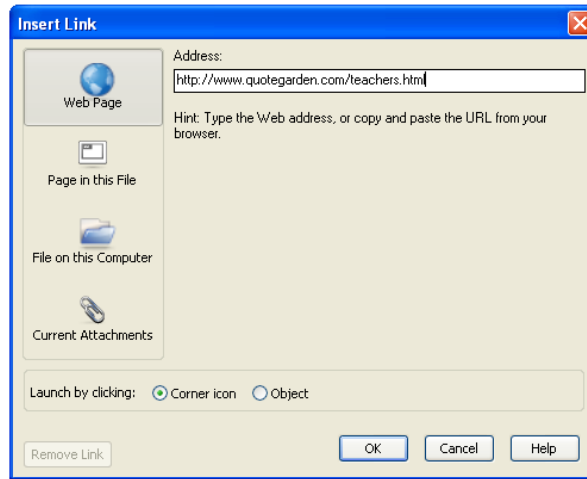 Insert Link
Web Page
Page in this File
File on this Computer
Current Attachments
Address:
http://www.quotegarden.com/teachers.html
Hint: Type the Web address, or copy and paste the URL from your
browser.
Launch by clicking: Corner icon Object
Remove Link OK Cancel Help